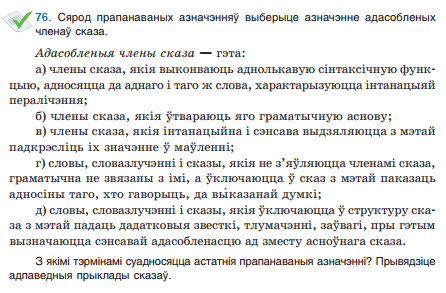 76. Сярод прапанаваных азначэнняў выберыце азначэнне адасобленых
членаў сказа.
Адасобленыя члены сказа — гэта:
а) члены сказа, якія выконваюць аднолькавую сінтаксічную функ-
цыю, адносяцца да аднаго і таго ж слова, характарызуюцца інтанацыяй
пералічэння;
б) члены сказа, якія ўтвараюць яго граматычную аснову;
в) члены сказа, якія інтанацыйна і сэнсава выдзяляюцца з мэтай
падкрэсліць іх значэнне ў маўленні;
г) словы, словазлучэнні і сказы, якія не з’яўляюцца членамі сказа,
граматычна не звязаны з імі, а ўключаюцца ў сказ з мэтай паказаць
адносіны таго, хто гаворыць, да вы́казанай думкі;
д) словы, словазлучэнні і сказы, якія ўключаюцца ў структуру ска-
за з мэтай падаць дадатковыя звесткі, тлумачэнні, заўвагі, пры гэтым
вызначаюцца сэнсавай адасобленасцю ад зместу асноўнага сказа.
З якімі тэрмінамі суадносяцца астатнія прапанаваныя азначэнні? Прывядзіце
адпаведныя прыклады сказаў.